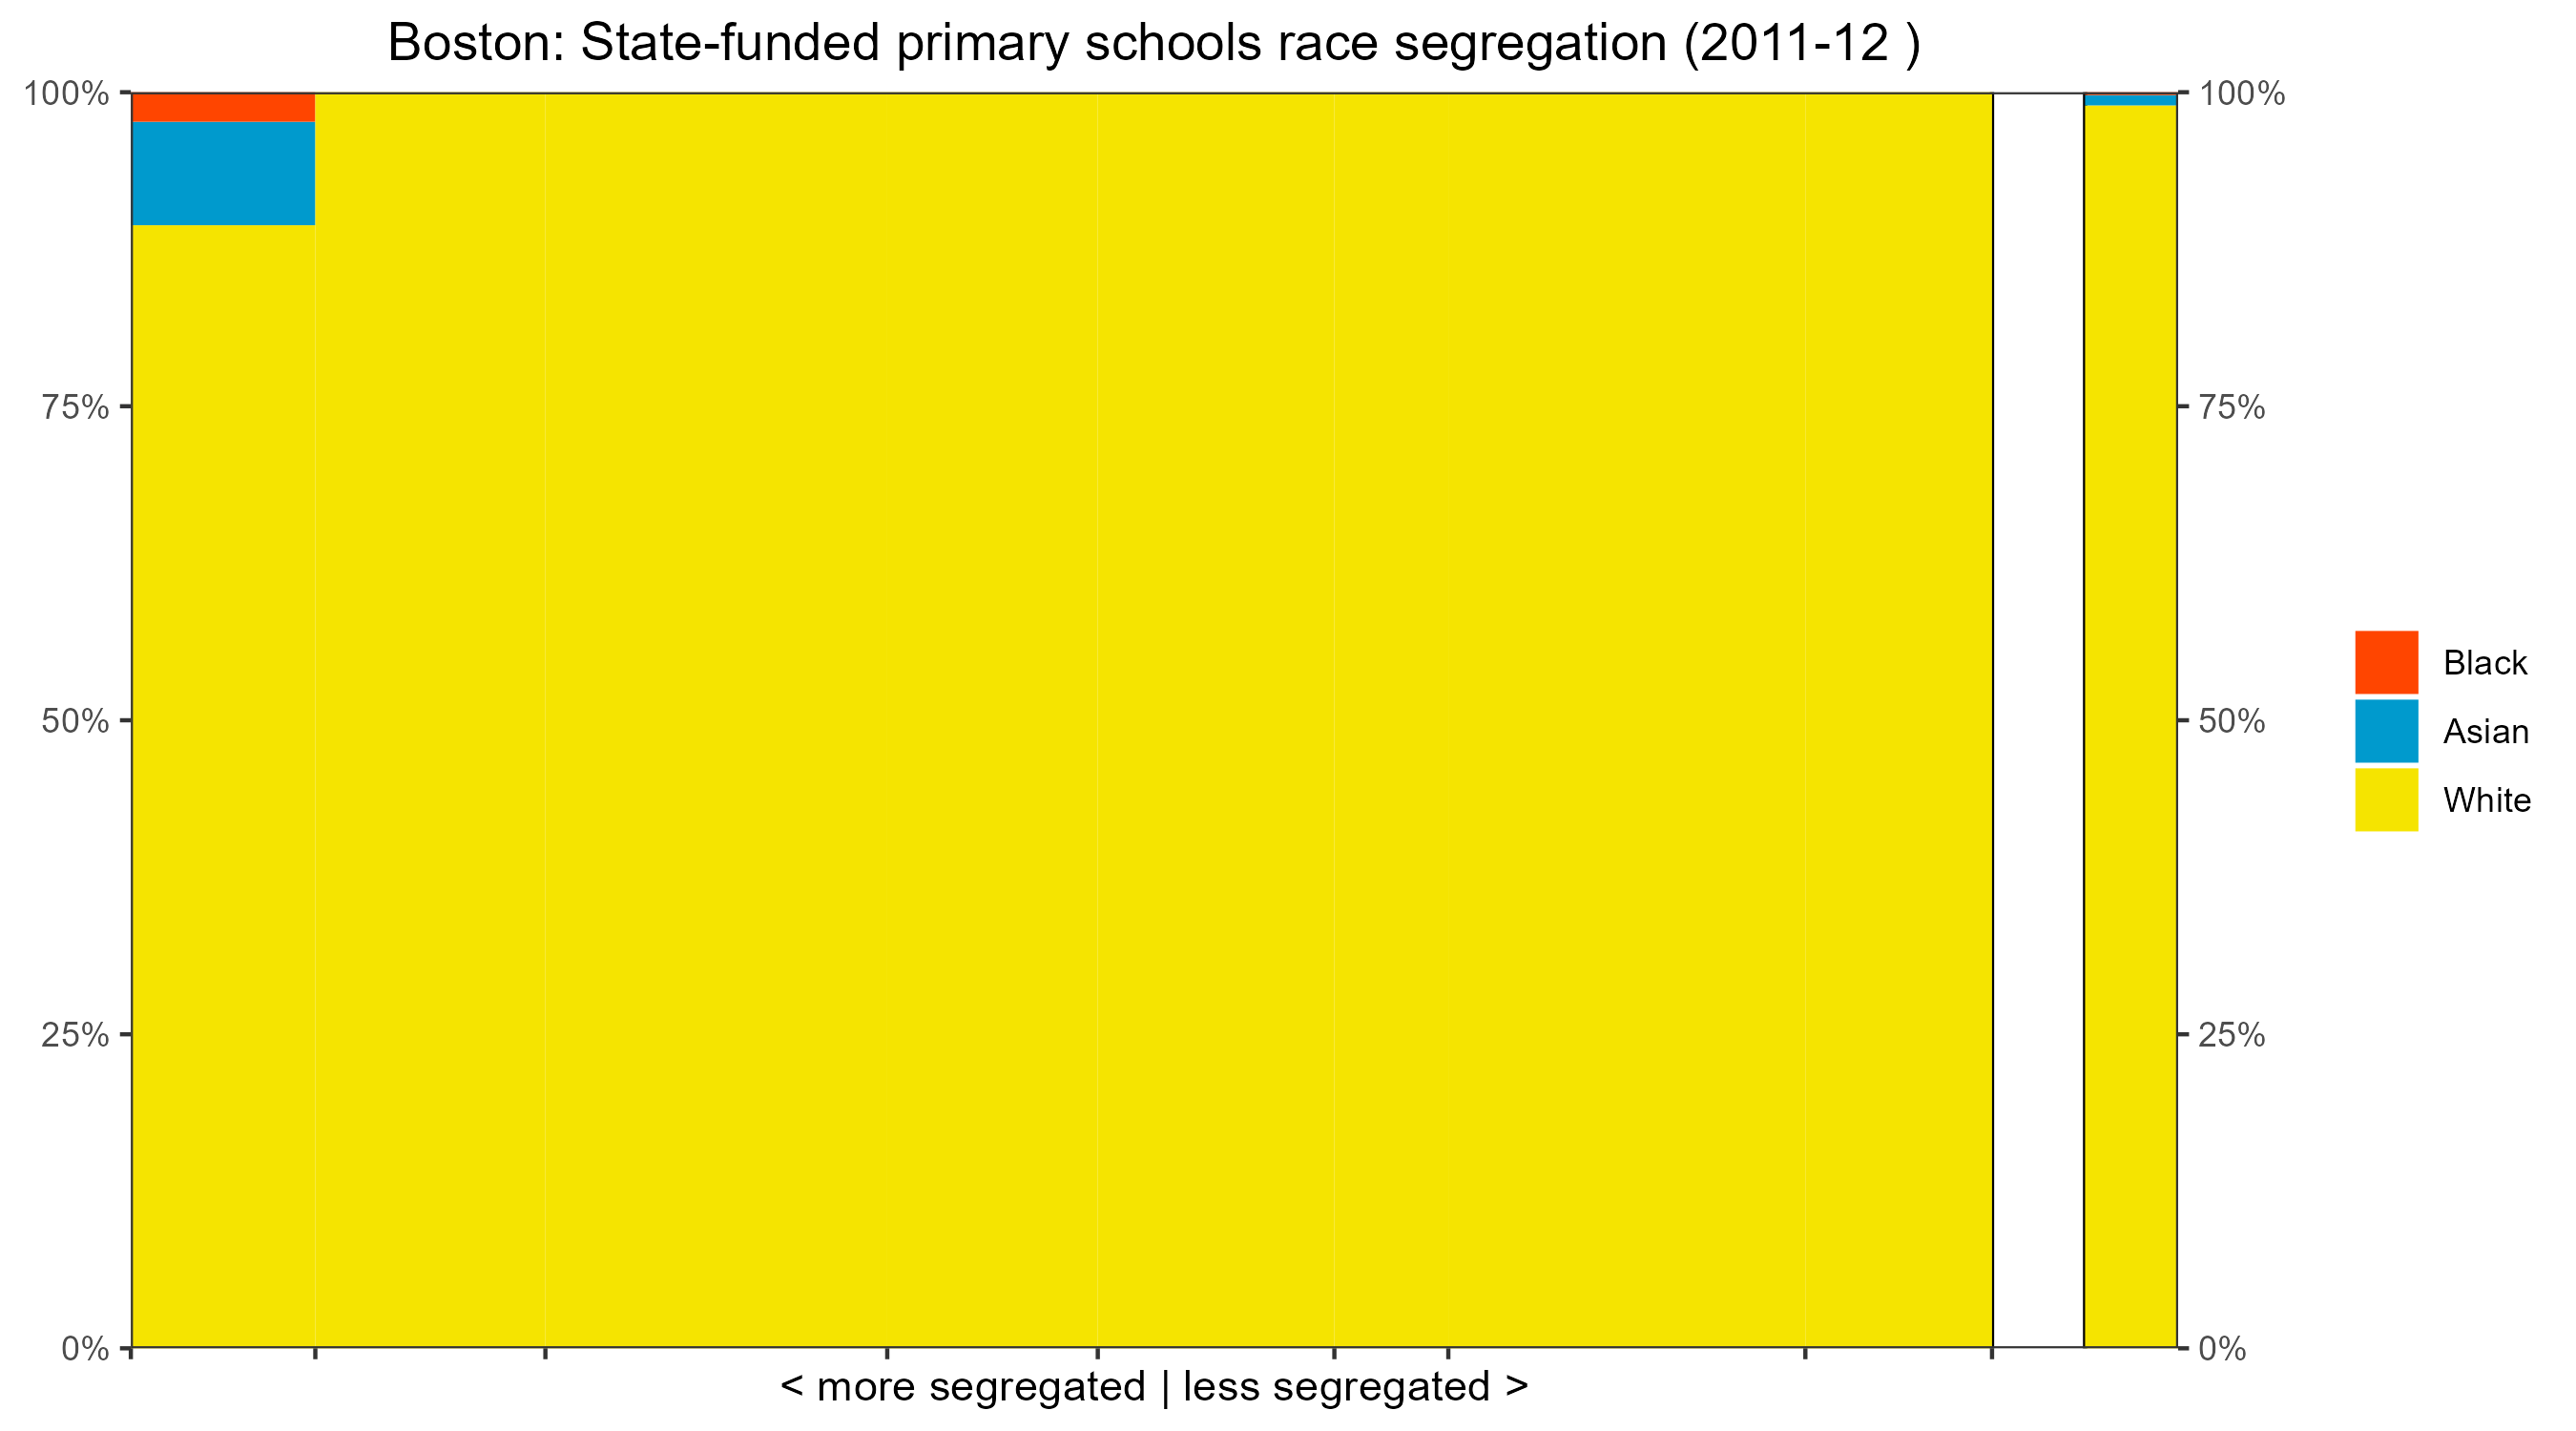 Boston: State-funded primary schools race segregation (2011-12 )
100%
75%
50%
25%
0%
100%
75%
50%
25%
0%
< more segregated | less segregated >
Black
Asian
White